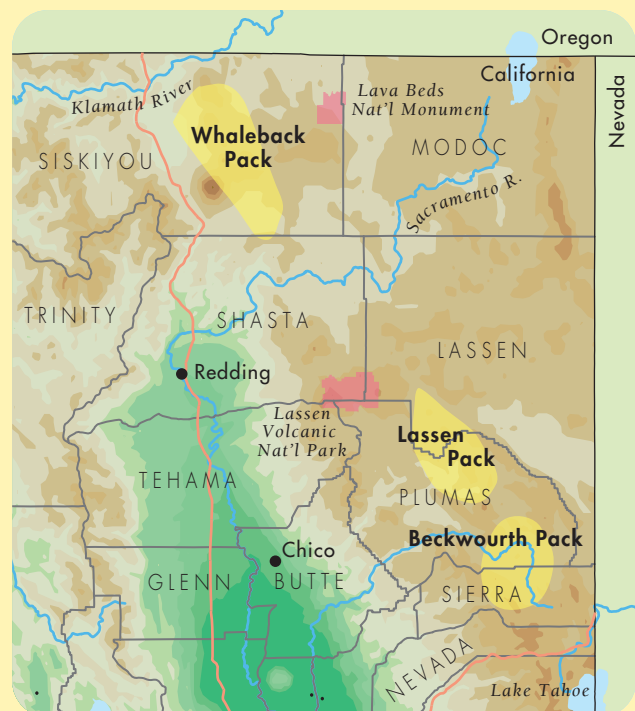 Oregon
California
Nevada
Klamath River
Lava Beds
Nat'l Monument
Whaleback
Pack
SISKIYOU
MODOC
Sacramento R.
TRINITY
SHASTA
LASSEN
Redding
Lassen
Volcanic
Nat'l Park
Lassen
Pack
TEHAMA
PLUMAS
Beckwourth Pack
Chico
GLENN
BUTTE
SIERRA
NEVADA
Lake Tahoe